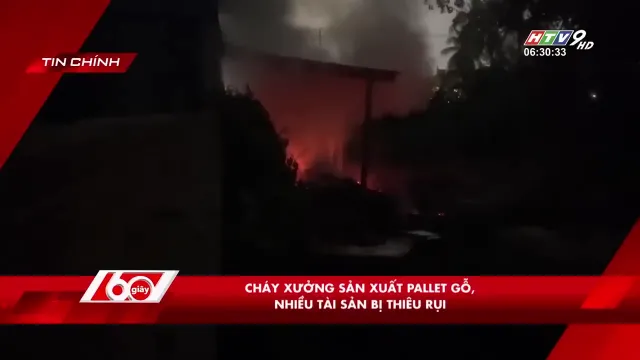 TIN CHÍNH
HTV9 HD
06:30:33
60 giây
CHÁY XƯỞNG SẢN XUẤT PALLET GỖ,
NHIỀU TÀI SẢN BỊ THIÊU RỤI